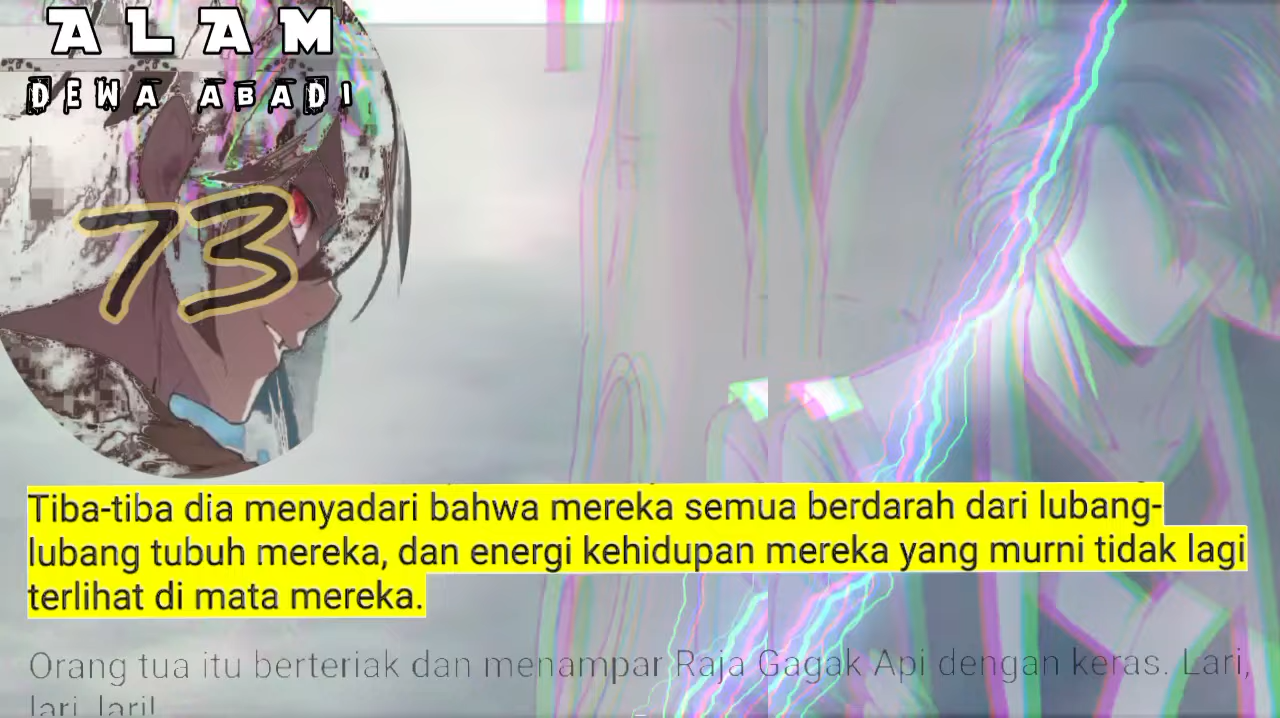 ALAM
DEWA ABADI
73
Tiba-tiba dia menyadari bahwa mereka semua berdarah dari lubang-
lubang tubuh mereka, dan energi kehidupan mereka yang murni tidak lagi
terlihat di mata mereka.
Orang tua itu berteriak dan menampar Raja Gagak Api dengan keras. Lari,
lari, lari!